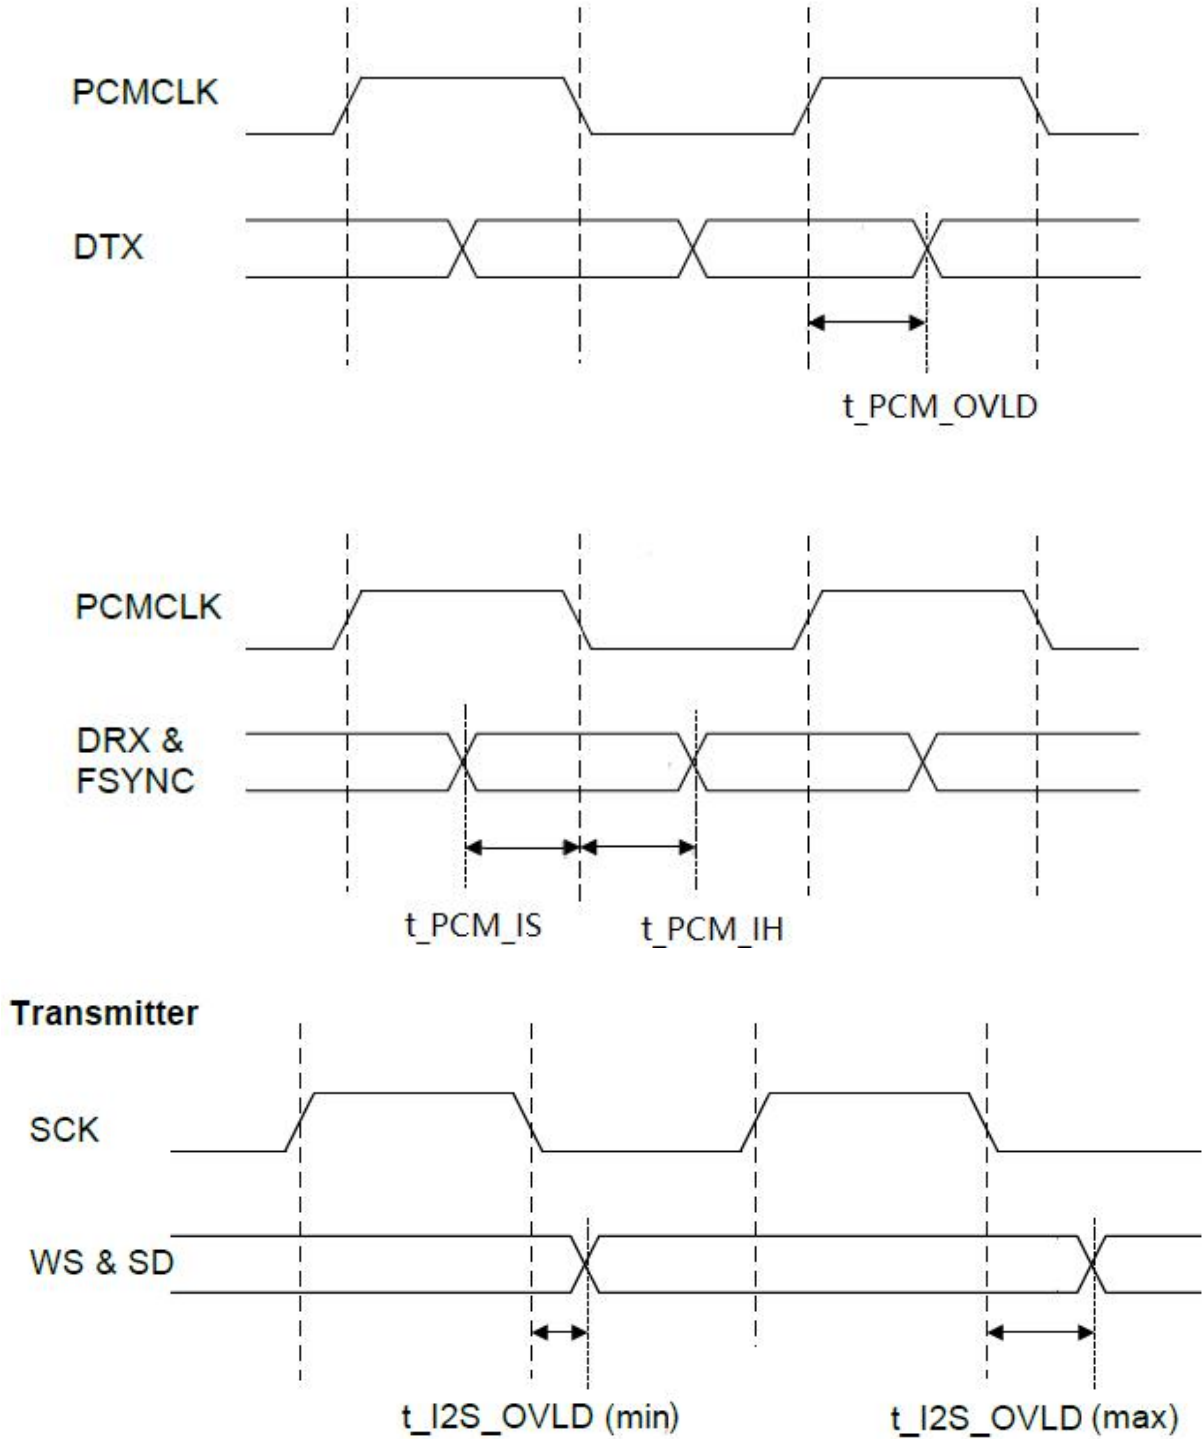 PCMCLK
DTX
t_PCM_OVLD
PCMCLK
DRX &
FSYNC
t_PCM_IS
t_PCM_IH
Transmitter
SCK
WS & SD
t_I2S_OVLD (min)
t_I2S_OVLD (max)